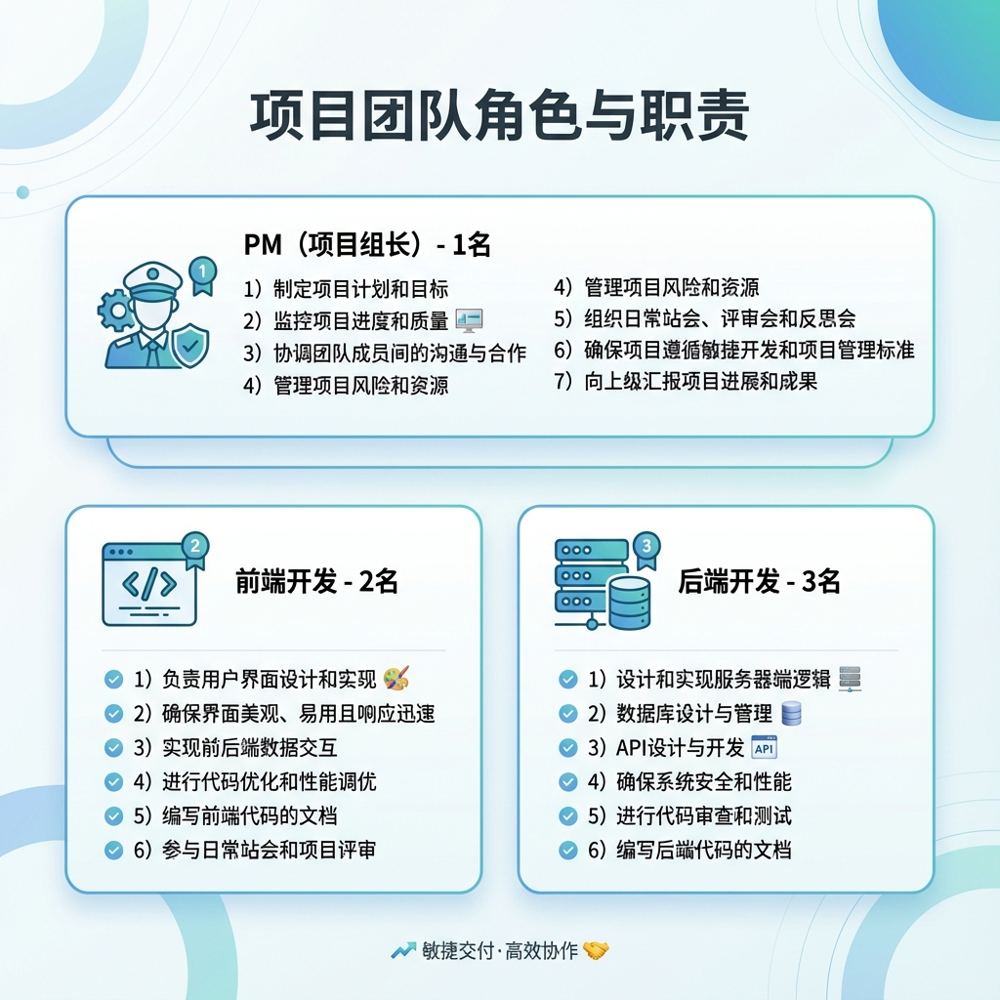 项目团队角色与职责
1
PM（项目组长）- 1名
1）制定项目计划和目标
2）监控项目进度和质量
3）协调团队成员间的沟通与合作
4）管理项目风险和资源
4）管理项目风险和资源
5）组织日常站会、评审会和反思会
6）确保项目遵循敏捷开发和项目管理标准
7）向上级汇报项目进展和成果
2
</>
前端开发 - 2名
1）负责用户界面设计和实现
2）确保界面美观、易用且响应迅速
3）实现前后端数据交互
4）进行代码优化和性能调优
5）编写前端代码的文档
6）参与日常站会和项目评审
3
后端开发 - 3名
1）设计和实现服务器端逻辑
2）数据库设计与管理
3）API设计与开发 API
4）确保系统安全和性能
5）进行代码审查和测试
6）编写后端代码的文档
敏捷交付·高效协作